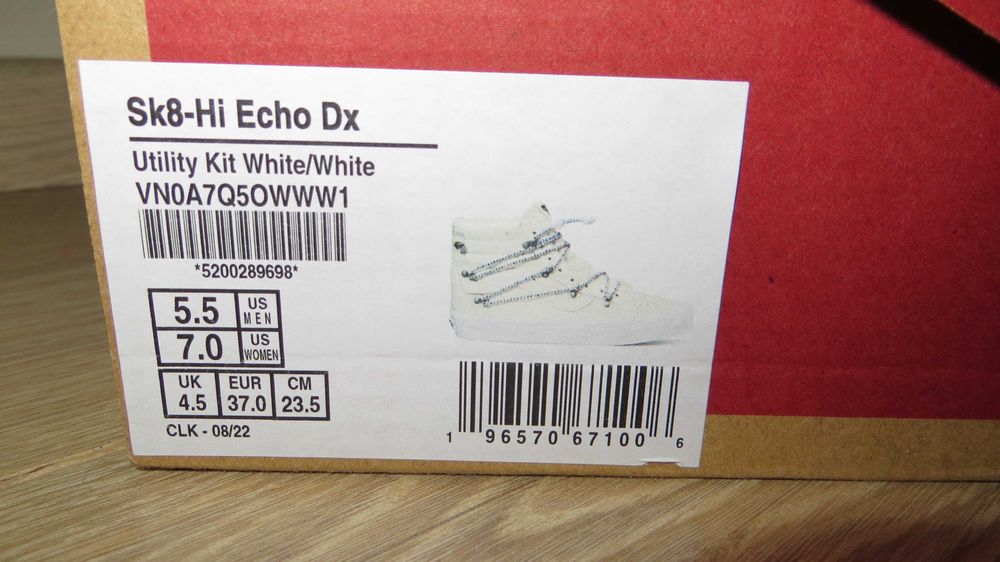 Sk8-Hi Echo Dx
Utility Kit White/White
VN0A7Q5OWWW1
*5200289698*
5.5 US MEN
7.0 US WOMEN
UK EUR CM
4.5 37.0 23.5
CLK - 08/22
1 96570 67100 6